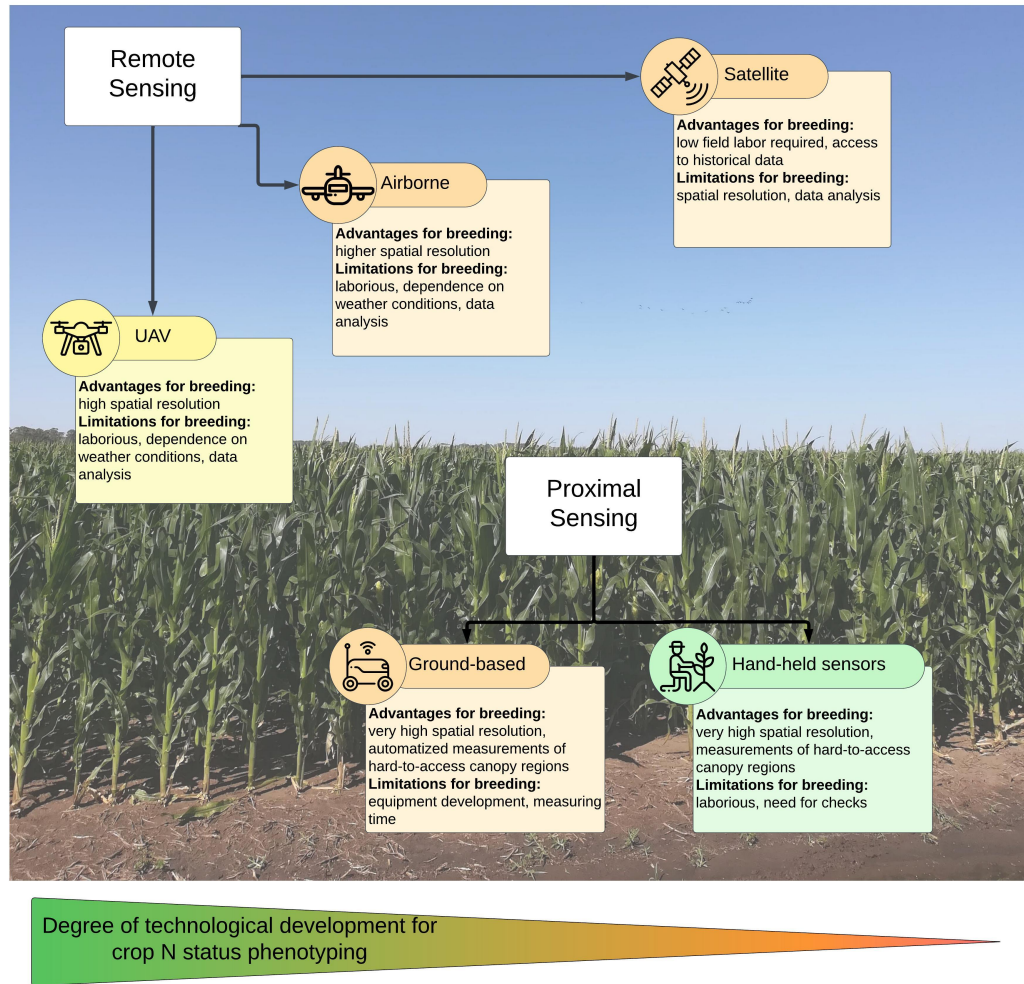 Remote
Sensing
Satellite
Advantages for breeding:
low field labor required, access
to historical data
Limitations for breeding:
spatial resolution, data analysis
Airborne
Advantages for breeding:
higher spatial resolution
Limitations for breeding:
laborious, dependence on
weather conditions, data
analysis
UAV
Advantages for breeding:
high spatial resolution
Limitations for breeding:
laborious, dependence on
weather conditions, data
analysis
Proximal
Sensing
Ground-based
Advantages for breeding:
very high spatial resolution,
automatized measurements of
hard-to-access canopy regions
Limitations for breeding:
equipment development, measuring
time
Hand-held sensors
Advantages for breeding:
very high spatial resolution,
measurements of hard-to-access
canopy regions
Limitations for breeding:
laborious, need for checks
Degree of technological development for
crop N status phenotyping